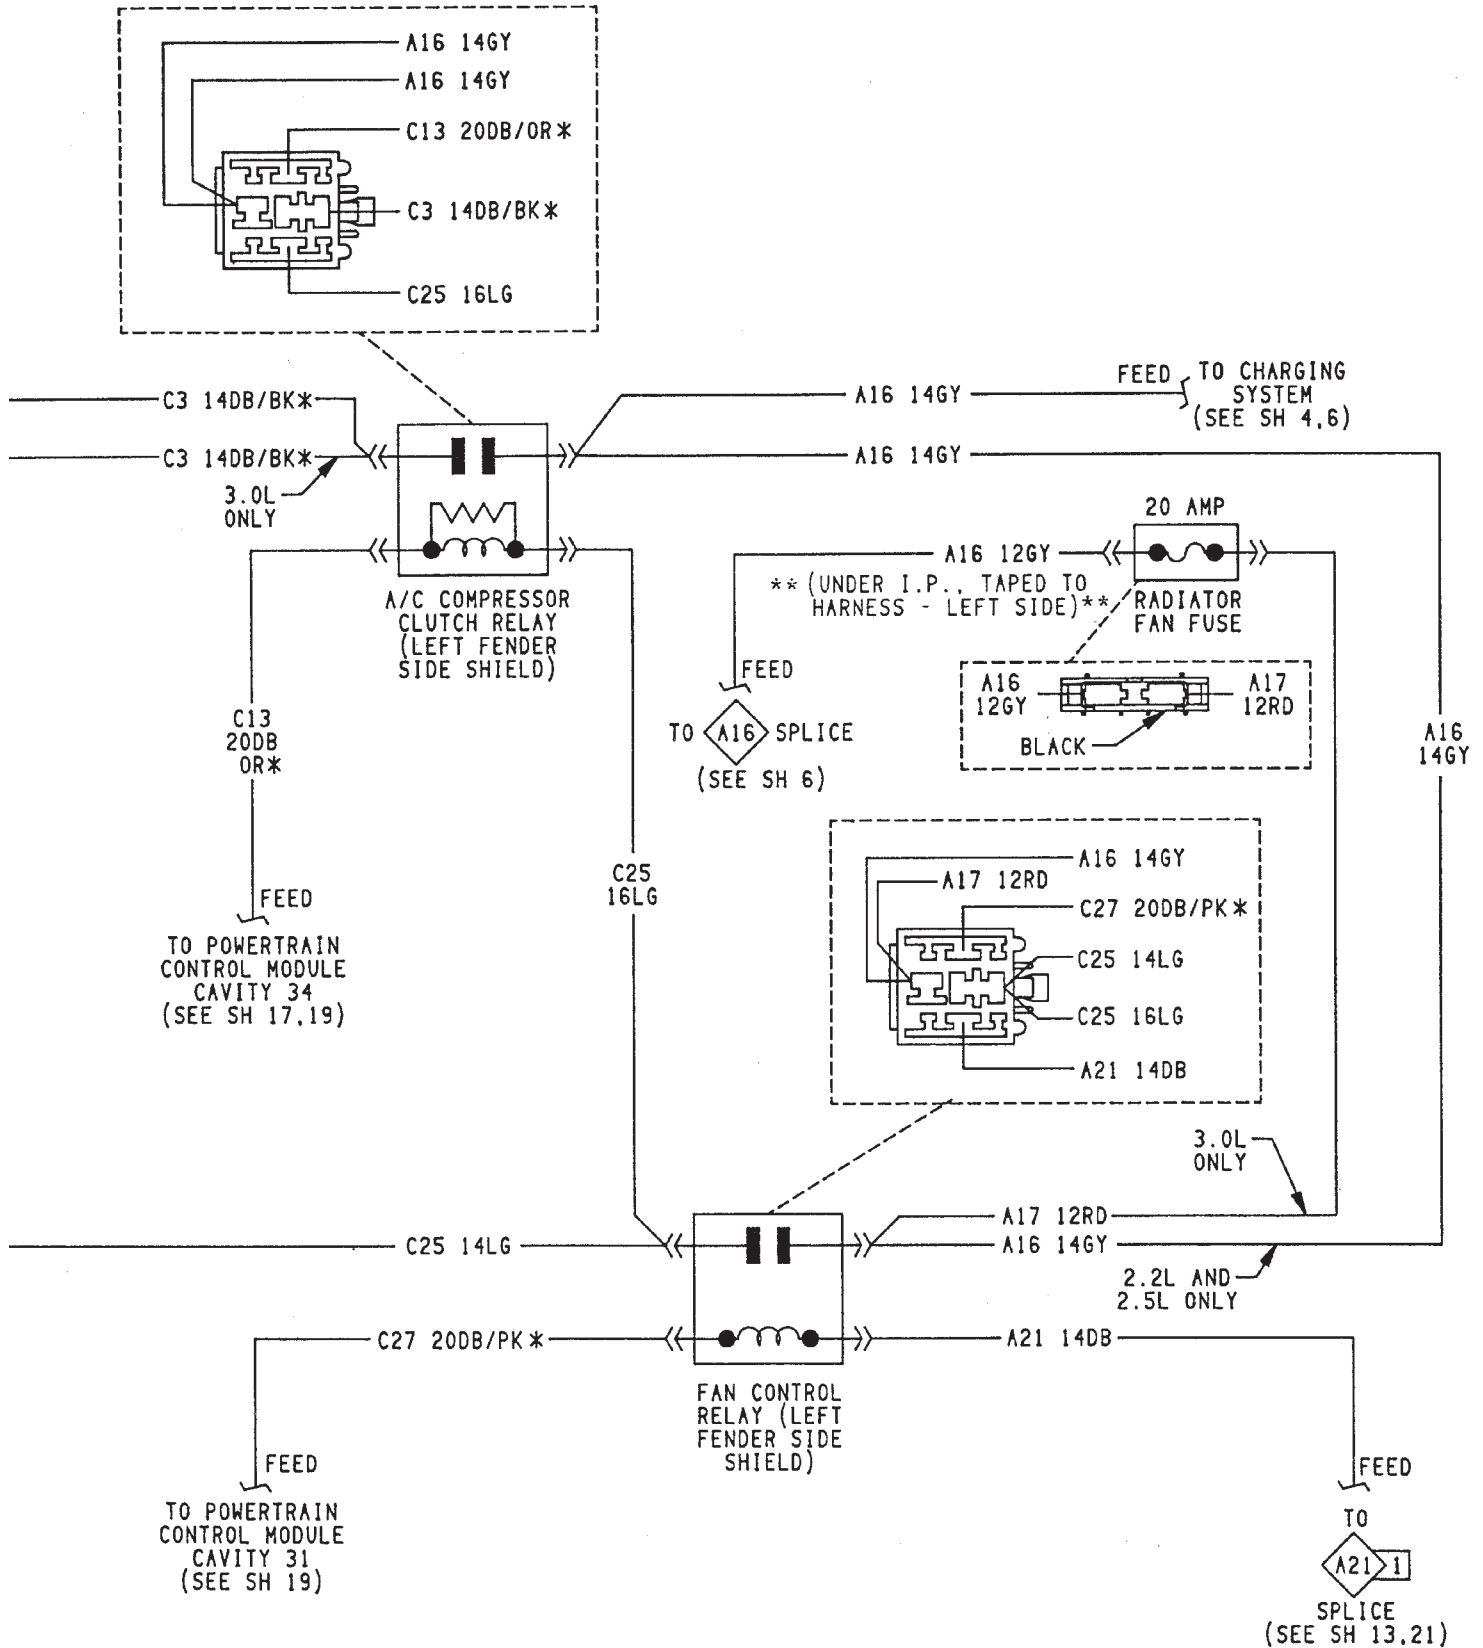 A16 14GY
A16 14GY
C13 20DB/OR*
C3 14DB/BK*
C25 16LG
C3 14DB/BK*
C3 14DB/BK*
3.0L
ONLY
A16 14GY
FEED
TO CHARGING
SYSTEM
(SEE SH 4,6)
A16 14GY
20 AMP
A16 12GY
** (UNDER I.P., TAPED TO
HARNESS - LEFT SIDE)**
RADIATOR
FAN FUSE
A/C COMPRESSOR
CLUTCH RELAY
(LEFT FENDER
SIDE SHIELD)
FEED
TO A16 SPLICE
(SEE SH 6)
A16
12GY
A17
12RD
BLACK
C13
20DB
OR*
A16
14GY
C25
16LG
A16 14GY
A17 12RD
C27 20DB/PK*
C25 14LG
C25 16LG
A21 14DB
FEED
TO POWERTRAIN
CONTROL MODULE
CAVITY 34
(SEE SH 17,19)
3.0L
ONLY
A17 12RD
C25 14LG
A16 14GY
2.2L AND
2.5L ONLY
C27 20DB/PK*
A21 14DB
FAN CONTROL
RELAY (LEFT
FENDER SIDE
SHIELD)
FEED
TO POWERTRAIN
CONTROL MODULE
CAVITY 31
(SEE SH 19)
FEED
TO
A21 1
SPLICE
(SEE SH 13,21)